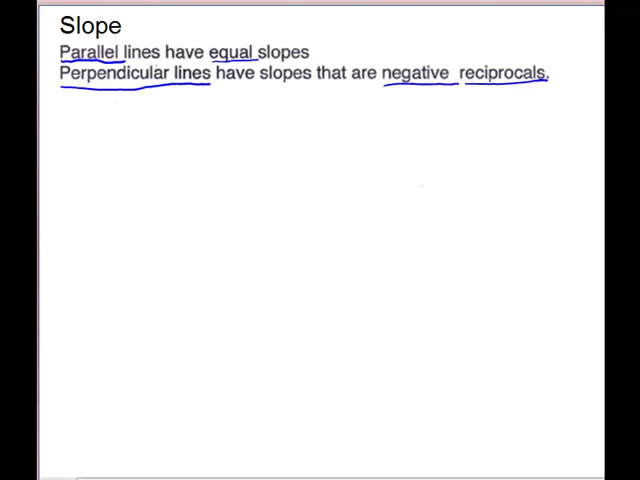 Slope
Parallel lines have equal slopes
Perpendicular lines have slopes that are negative reciprocals.